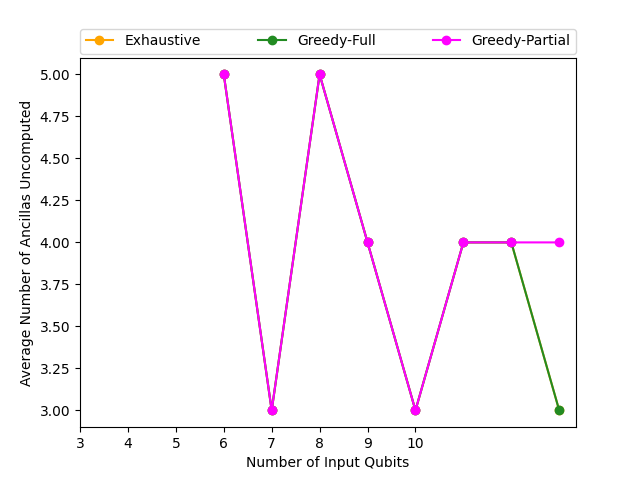 Exhaustive Greedy-Full Greedy-Partial
Average Number of Ancillas Uncomputed
5.00
4.75
4.50
4.25
4.00
3.75
3.50
3.25
3.00
3 4 5 6 7 8 9 10
Number of Input Qubits